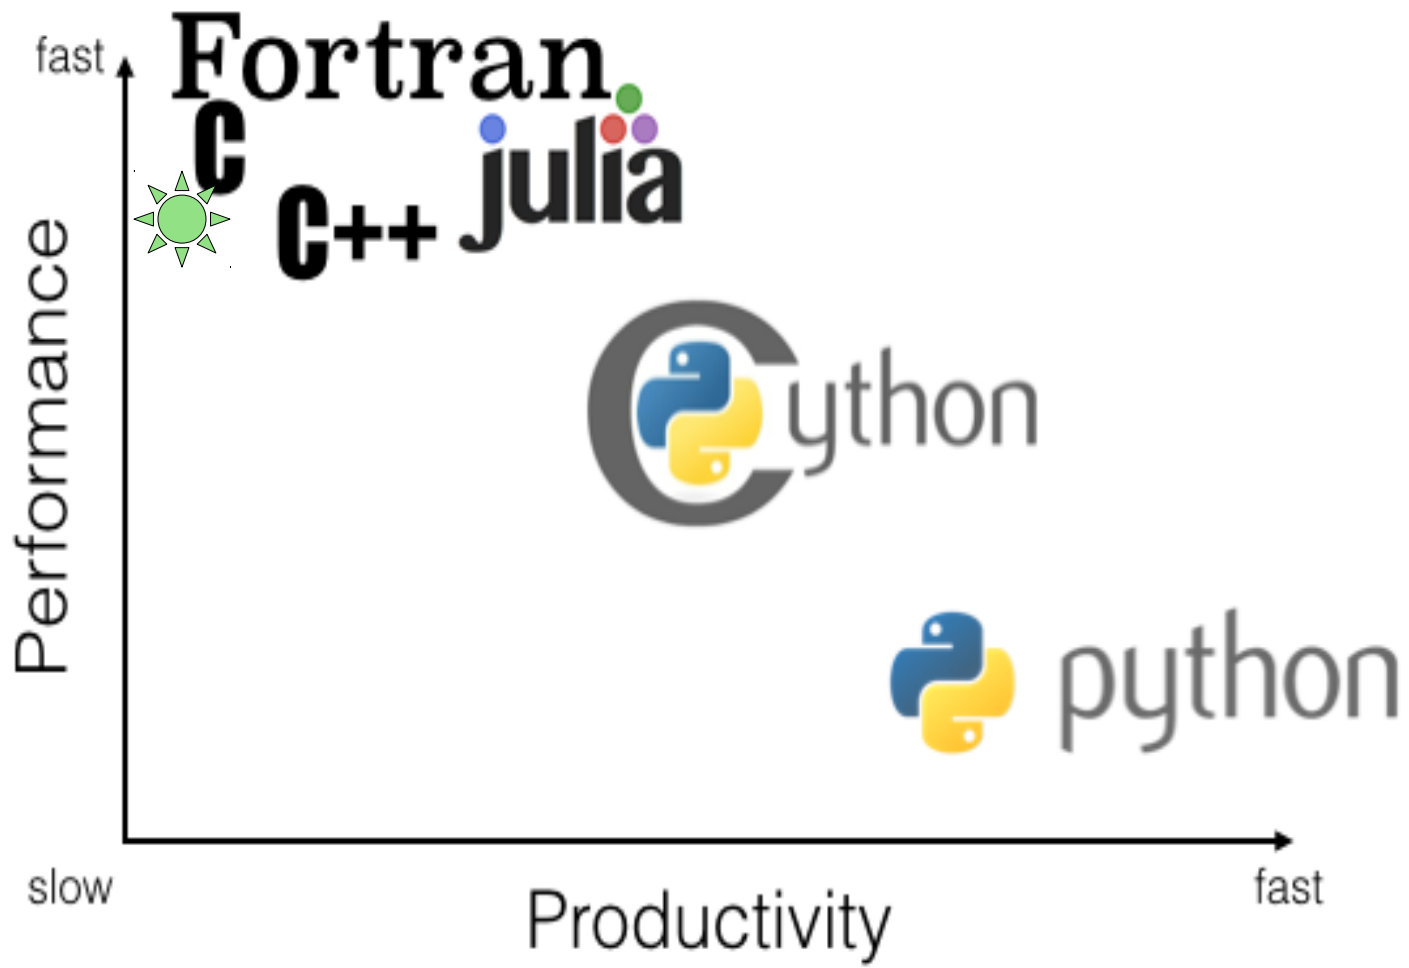 fast
Fortran
C
julia
C++
Performance
Cython
python
slow
fast
Productivity